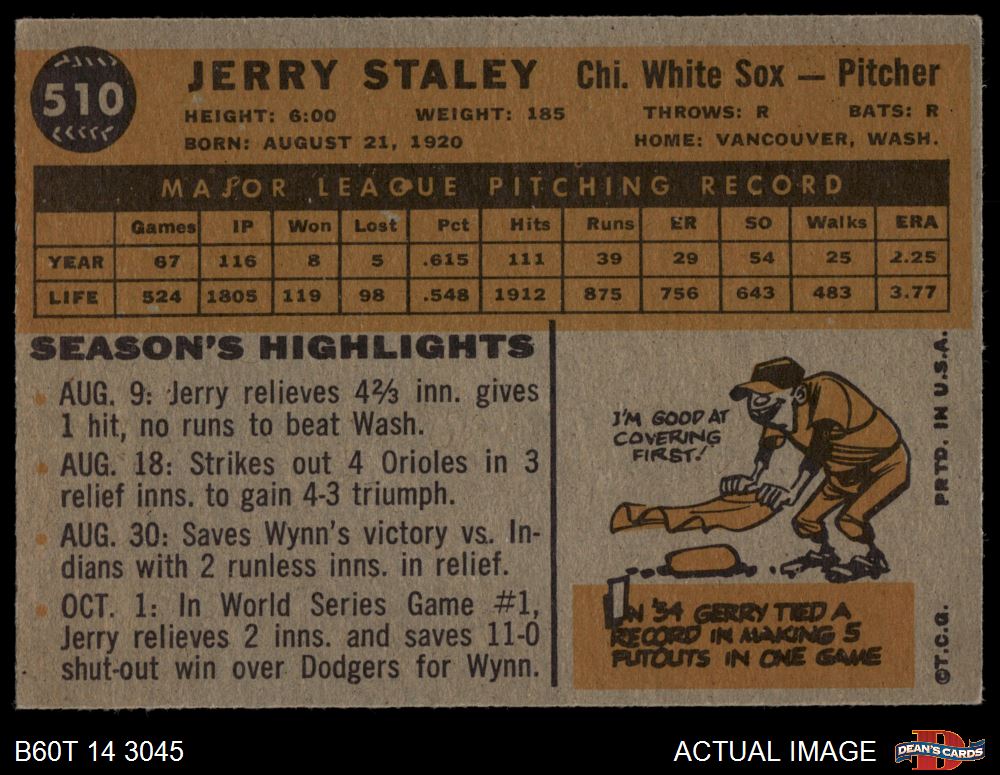 510
JERRY STALEY Chi. White Sox — Pitcher
HEIGHT: 6:00 WEIGHT: 185 THROWS: R BATS: R
BORN: AUGUST 21, 1920 HOME: VANCOUVER, WASH.
MAJOR LEAGUE PITCHING RECORD
Games IP Won Lost Pct Hits Runs ER SO Walks ERA
YEAR 67 116 8 5 .615 111 39 29 54 25 2.25
LIFE 524 1805 119 98 .548 1912 875 756 643 483 3.77
SEASON'S HIGHLIGHTS
AUG. 9: Jerry relieves 4⅔ inn. gives
1 hit, no runs to beat Wash.
AUG. 18: Strikes out 4 Orioles in 3
relief inns. to gain 4-3 triumph.
AUG. 30: Saves Wynn's victory vs. In-
dians with 2 runless inns. in relief.
OCT. 1: In World Series Game #1,
Jerry relieves 2 inns. and saves 11-0
shut-out win over Dodgers for Wynn.
I'M GOOD AT
COVERING
FIRST!
IN '54 GERRY TIED A
RECORD IN MAKING 5
PUTOUTS IN ONE GAME
©T.C.G. PRTD. IN U.S.A.
B60T 14 3045 ACTUAL IMAGE
DEAN'S CARDS